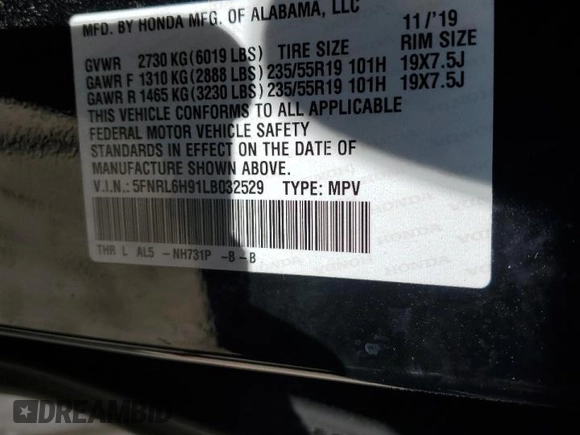 MFD. BY HONDA MFG. OF ALABAMA, LLC 11/'19
GVWR 2730 KG(6019 LBS) TIRE SIZE RIM SIZE
GAWR F 1310 KG(2888 LBS) 235/55R19 101H 19X7.5J
GAWR R 1465 KG(3230 LBS) 235/55R19 101H 19X7.5J
THIS VEHICLE CONFORMS TO ALL APPLICABLE
FEDERAL MOTOR VEHICLE SAFETY
STANDARDS IN EFFECT ON THE DATE OF
MANUFACTURE SHOWN ABOVE.
V.I.N.: 5FNRL6H91LB032529 TYPE: MPV
THR L AL5 -NH731P -B -B
HONDA HONDA HONDA
DREAMBID